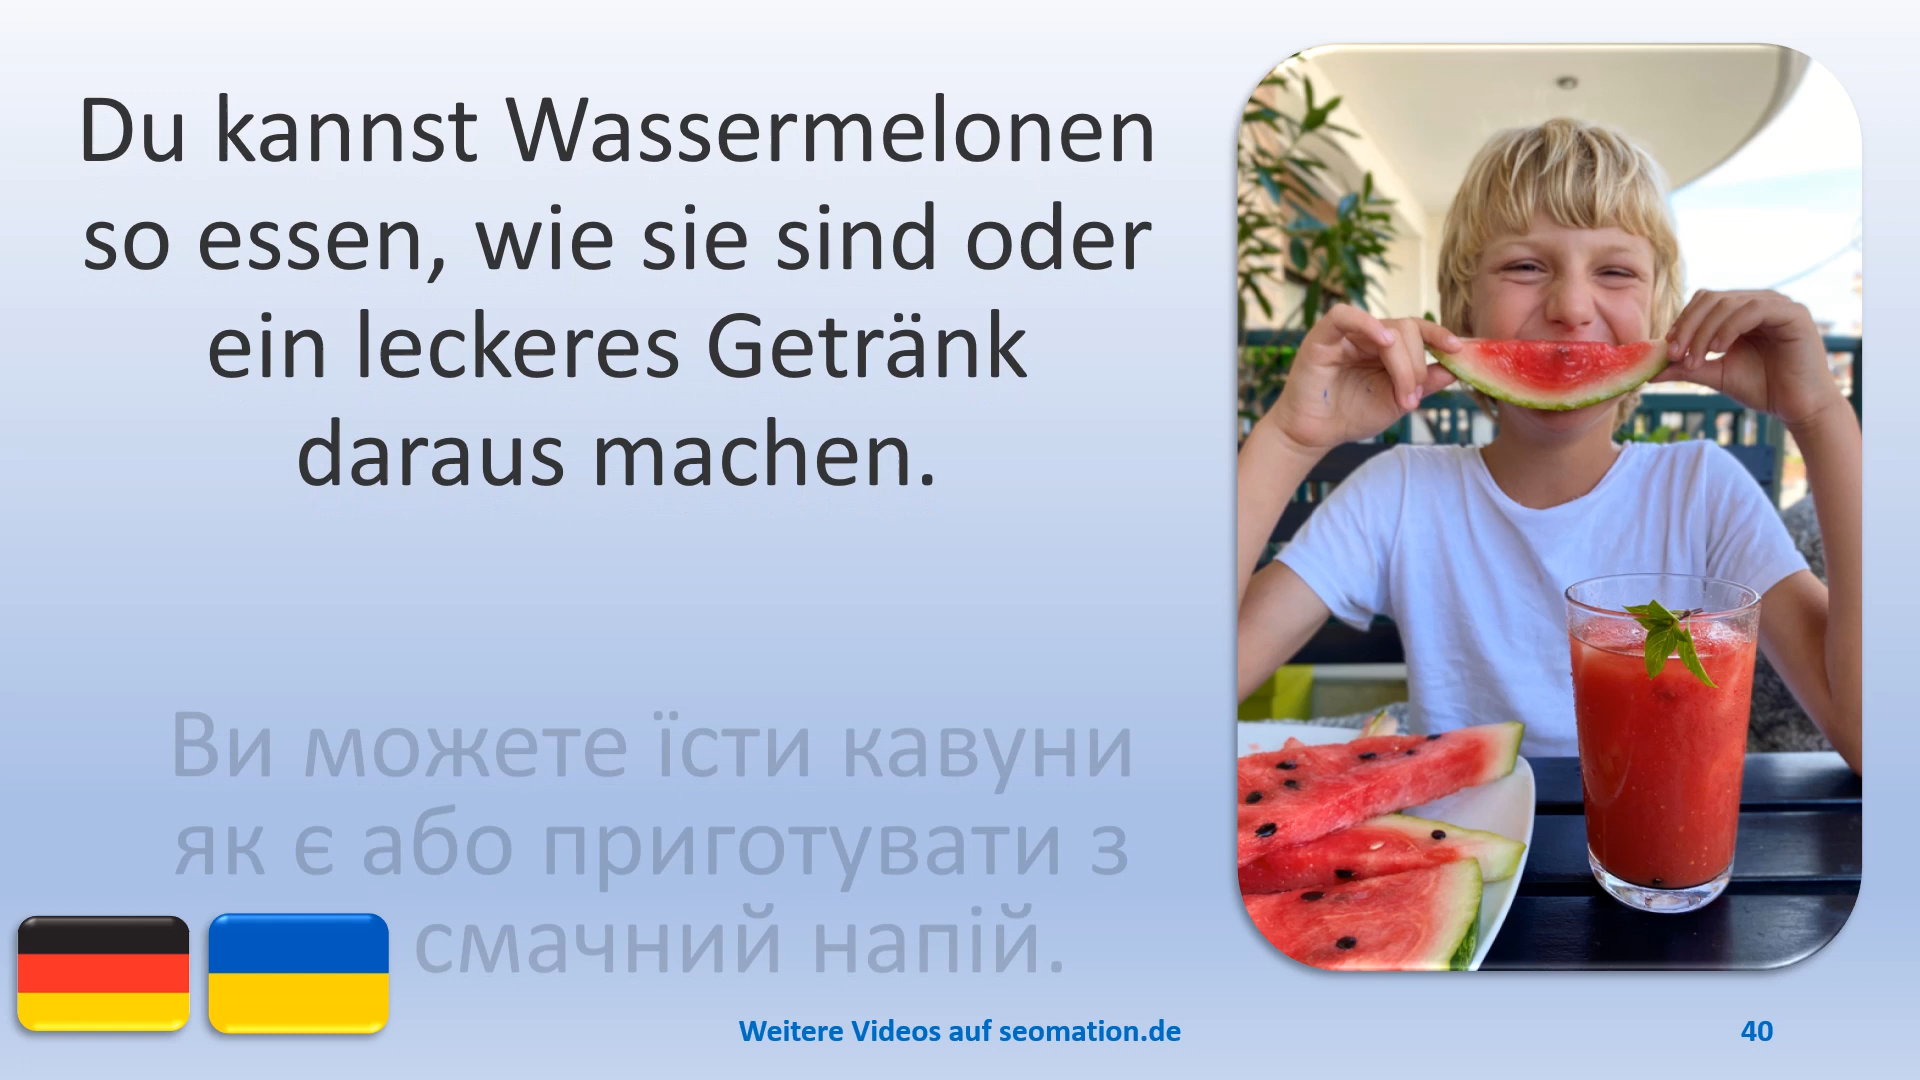 Du kannst Wassermelonen
so essen, wie sie sind oder
ein leckeres Getränk
daraus machen.
Ви можете їсти кавуни
як є або приготувати з
смачний напій.
Weitere Videos auf seomation.de
40